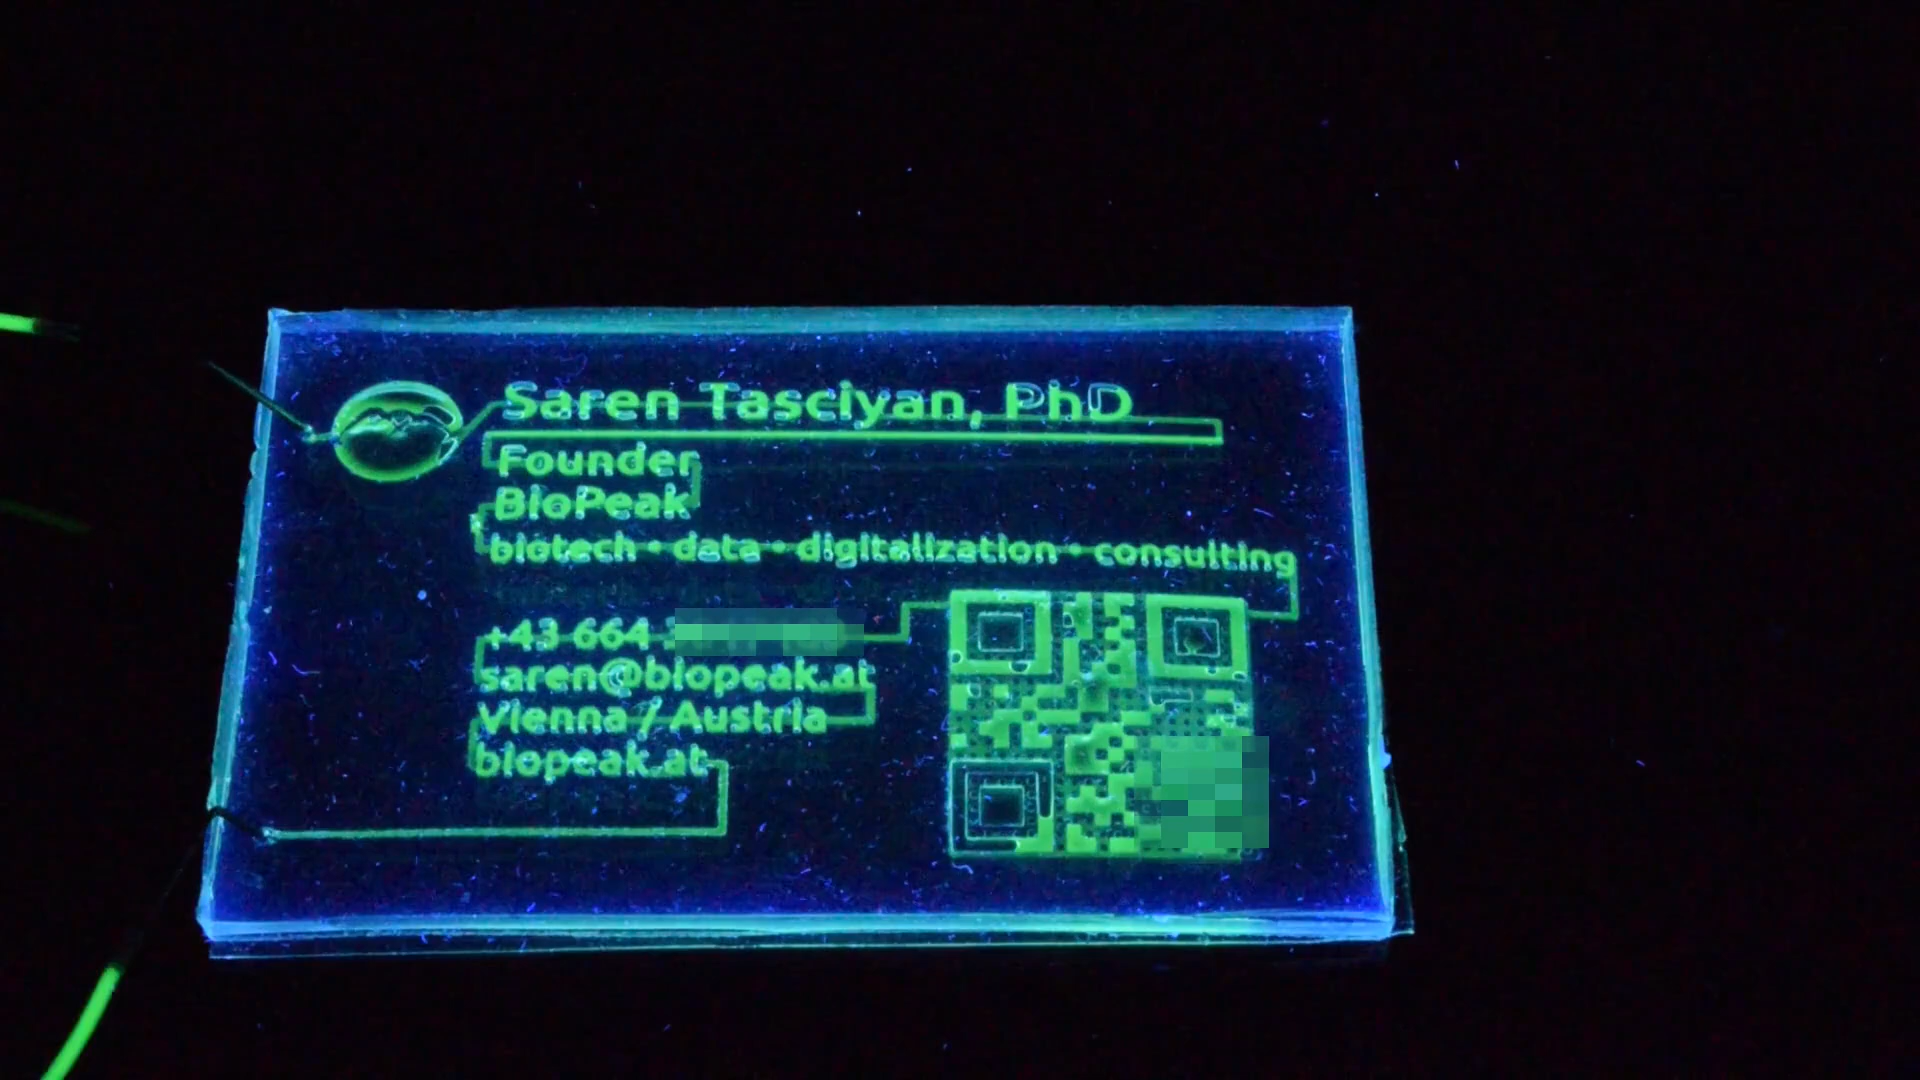 Saren Tasciyan, PhD
Founder
BioPeak
biotech • data • digitalization • consulting
+43 664
saren@biopeak.at
Vienna / Austria
biopeak.at